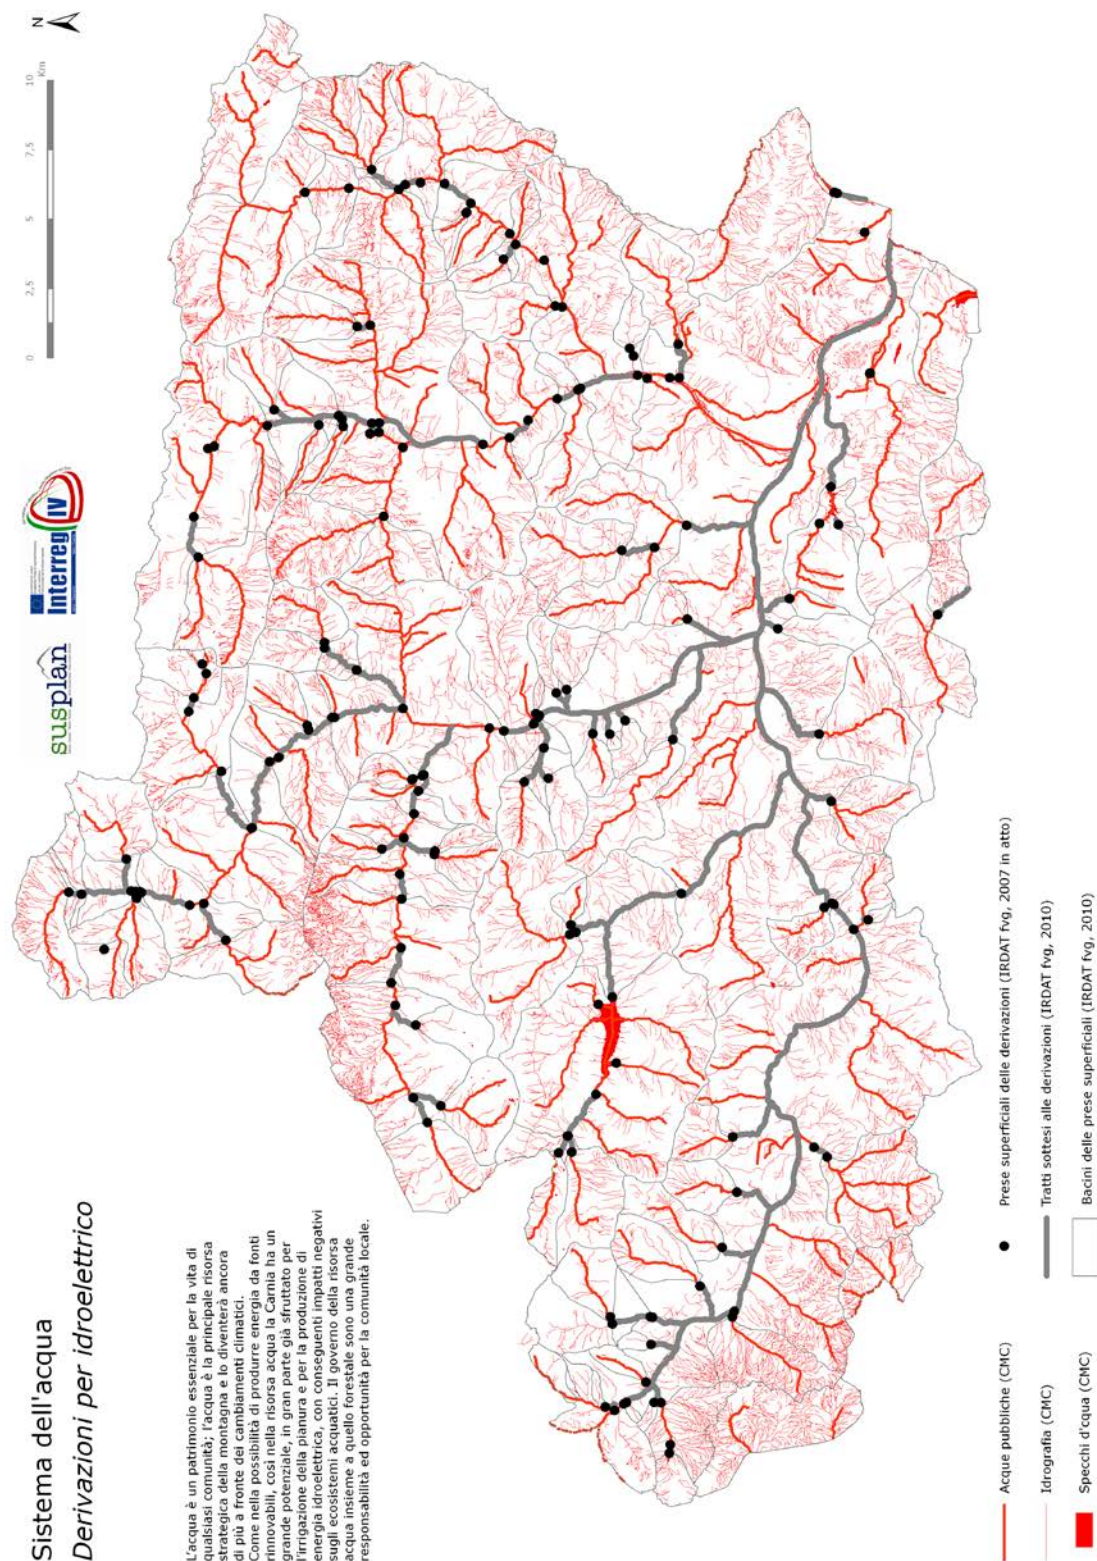 Sistema dell'acqua
Derivazioni per idroelettrico
L'acqua è un patrimonio essenziale per la vita di
qualsiasi comunità; l'acqua è la principale risorsa
strategica della montagna e lo diventerà ancora
di più a fronte dei cambiamenti climatici.
Come nella possibilità di produrre energia da fonti
rinnovabili, così nella risorsa acqua la Carnia ha un
grande potenziale, in gran parte già sfruttato per
l'irrigazione della pianura e per la produzione di
energia idroelettrica, con conseguenti impatti negativi
sugli ecosistemi acquatici. Il governo della risorsa
acqua insieme a quello forestale sono una grande
responsabilità ed opportunità per la comunità locale.
susplan
Interreg IV
0 2,5 5 7,5 10
Km
N
Acque pubbliche (CMC)
Idrografia (CMC)
Specchi d'cqua (CMC)
Prese superficiali delle derivazioni (IRDAT fvg, 2007 in atto)
Tratti sottesi alle derivazioni (IRDAT fvg, 2010)
Bacini delle prese superficiali (IRDAT fvg, 2010)